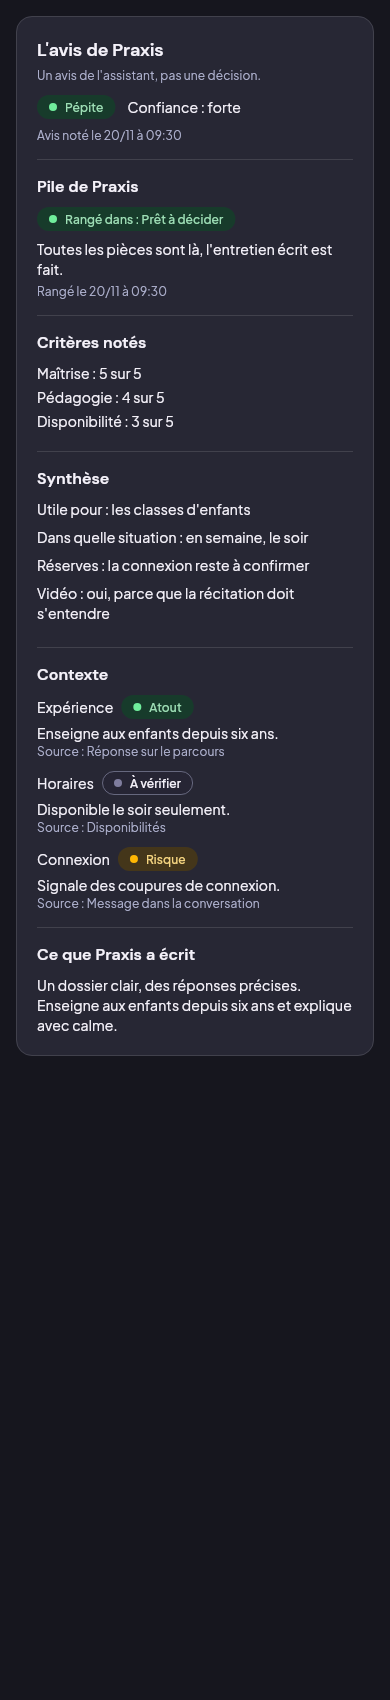 L'avis de Praxis
Un avis de l'assistant, pas une décision.
Pépite Confiance : forte
Avis noté le 20/11 à 09:30
Pile de Praxis
Rangé dans : Prêt à décider
Toutes les pièces sont là, l'entretien écrit est
fait.
Rangé le 20/11 à 09:30
Critères notés
Maîtrise : 5 sur 5
Pédagogie : 4 sur 5
Disponibilité : 3 sur 5
Synthèse
Utile pour : les classes d'enfants
Dans quelle situation : en semaine, le soir
Réserves : la connexion reste à confirmer
Vidéo : oui, parce que la récitation doit
s'entendre
Contexte
Expérience Atout
Enseigne aux enfants depuis six ans.
Source : Réponse sur le parcours
Horaires À vérifier
Disponible le soir seulement.
Source : Disponibilités
Connexion Risque
Signale des coupures de connexion.
Source : Message dans la conversation
Ce que Praxis a écrit
Un dossier clair, des réponses précises.
Enseigne aux enfants depuis six ans et explique
avec calme.